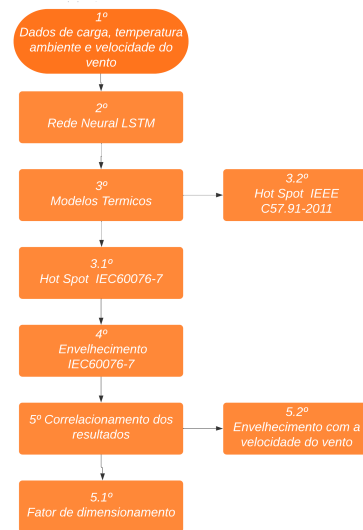 1º
Dados de carga, temperatura
ambiente e velocidade do
vento
2º
Rede Neural LSTM
3º
Modelos Termicos
3.2º
Hot Spot IEEE
C57.91-2011
3.1º
Hot Spot IEC60076-7
4º
Envelhecimento
IEC60076-7
5º Correlacionamento dos
resultados
5.2º
Envelhecimento com a
velocidade do vento
5.1º
Fator de dimensionamento